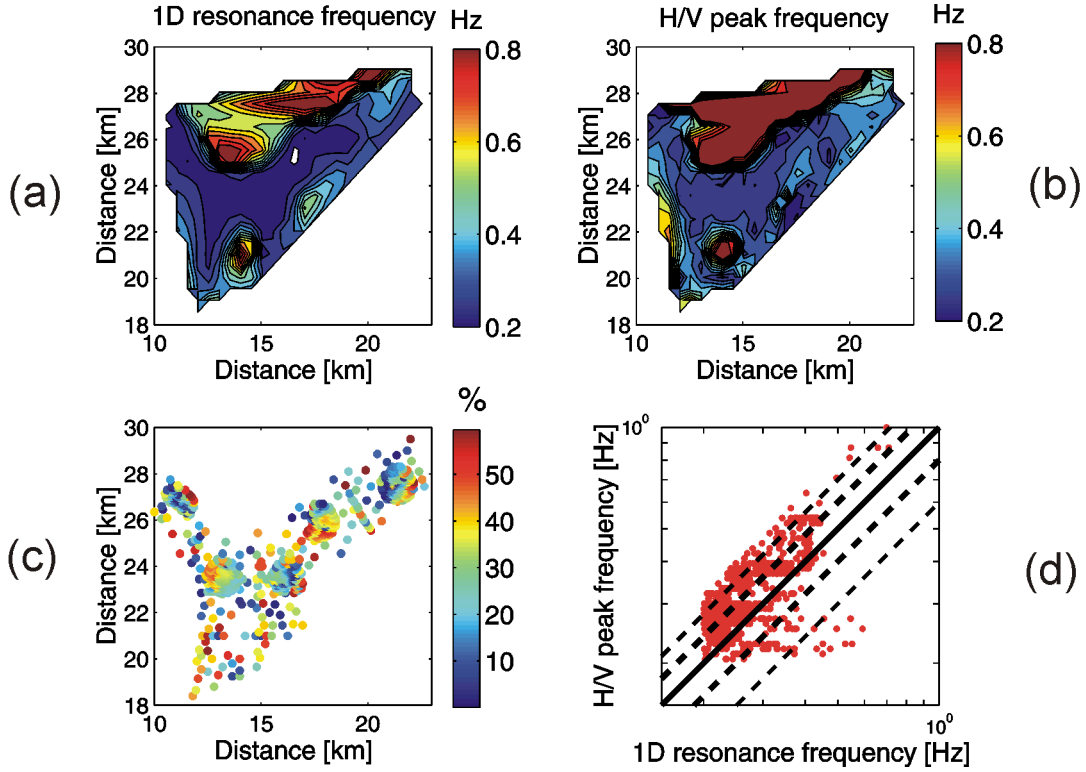 1D resonance frequency
Hz
30
28
26
24
22
20
18
10
15
20
Distance [km]
Distance [km]
0.8
0.6
0.4
0.2
(a)
H/V peak frequency
Hz
30
28
26
24
22
20
18
10
15
20
Distance [km]
Distance [km]
0.8
0.6
0.4
0.2
(b)
%
30
28
26
24
22
20
18
10
15
20
Distance [km]
Distance [km]
50
40
30
20
10
(c)
10⁰
H/V peak frequency [Hz]
10⁰
1D resonance frequency [Hz]
(d)